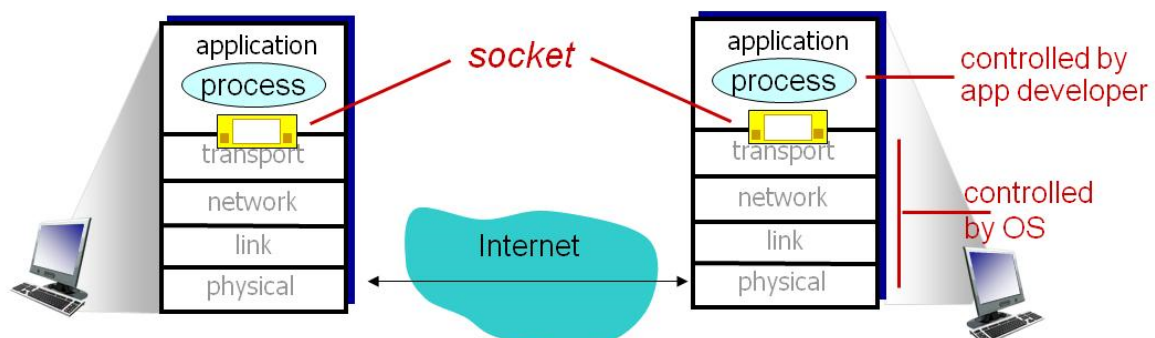 application
process
transport
network
link
physical
socket
Internet
application
process
transport
network
link
physical
controlled by
app developer
controlled
by OS